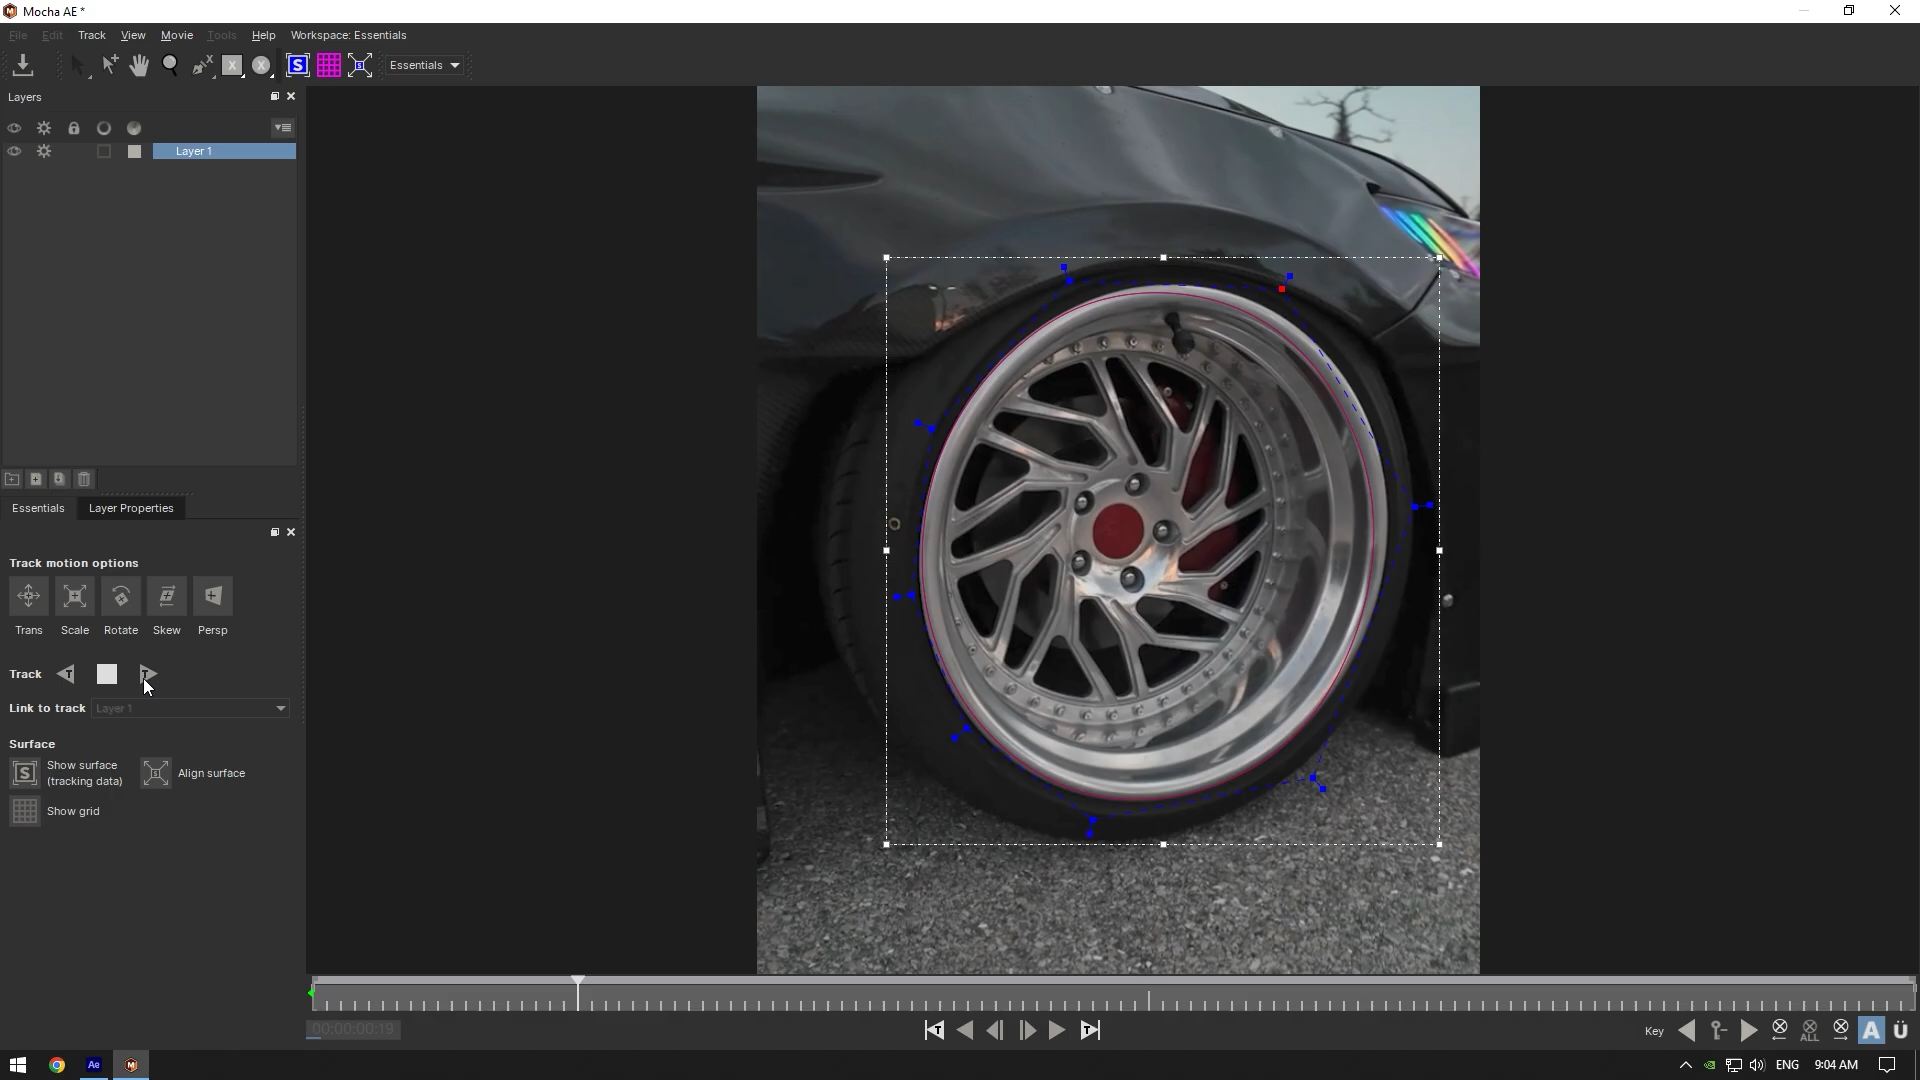 Mocha AE *
File Edit Track View Movie Tools Help Workspace: Essentials
X X S S Essentials
Layers
Layer 1
Essentials Layer Properties
Track motion options
Trans Scale Rotate Skew Persp
Track T T
Link to track Layer 1
Surface
S Show surface
(tracking data)
Align surface
Show grid
00:00:00:19
T T Key ALL A Ü
Ae M ENG 9:04 AM